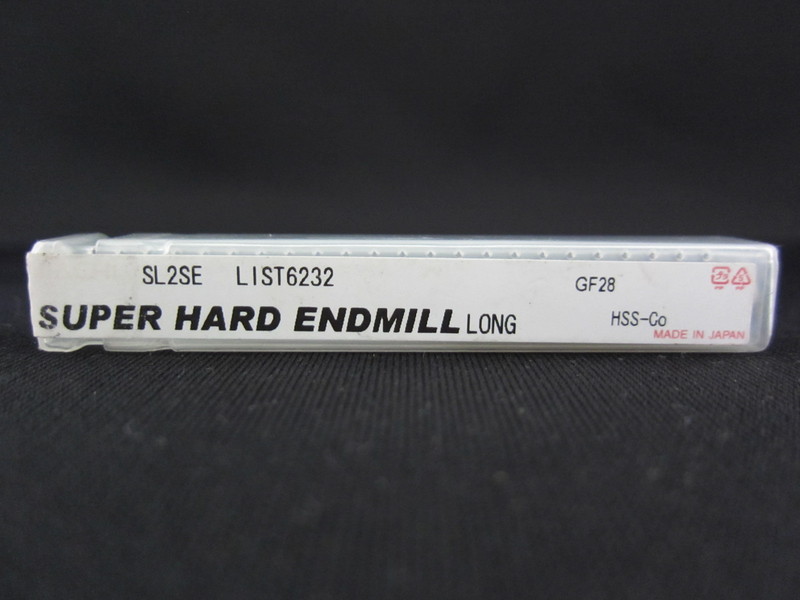 SL2SE LIST6232 GF28
SUPER HARD ENDMILL LONG HSS-Co
MADE IN JAPAN